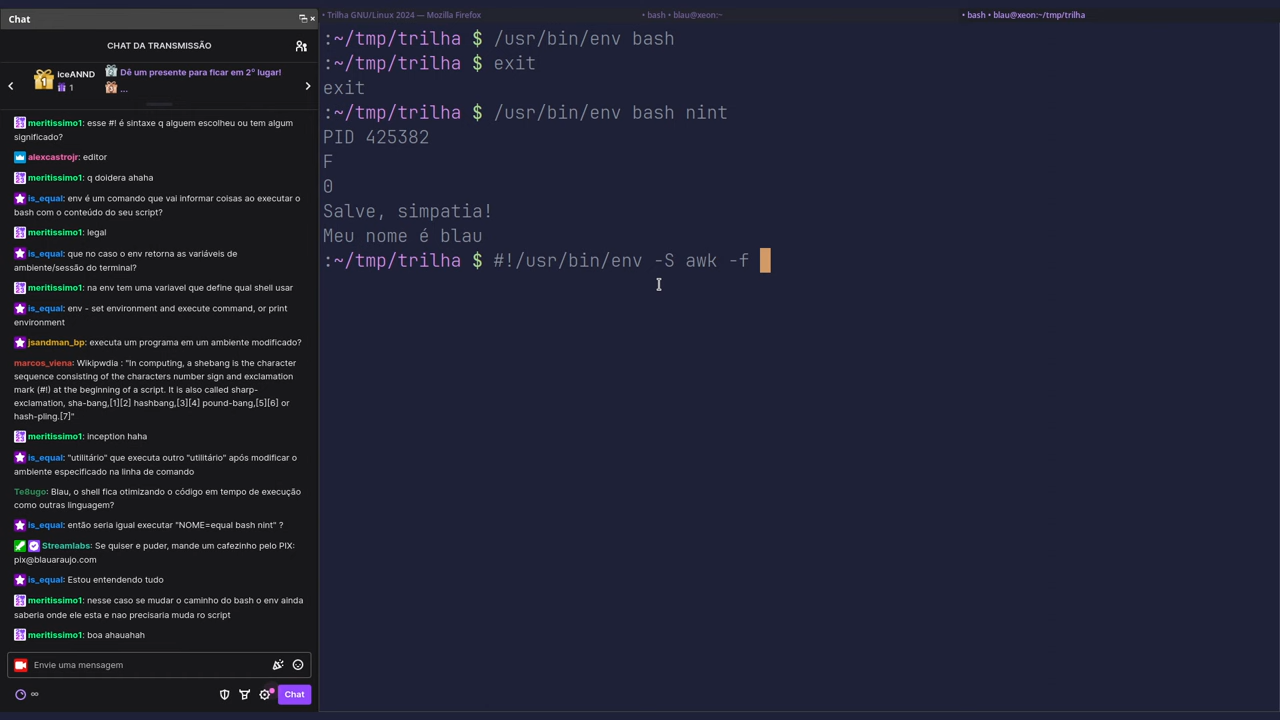 Chat
• Trilha GNU/Linux 2024 — Mozilla Firefox
• bash • blau@xeon:~
• bash • blau@xeon:~/tmp/trilha
CHAT DA TRANSMISSÃO
iceANND
1
Dê um presente para ficar em 2º lugar!
...
meritissimo1: esse #! é sintaxe q alguem escolheu ou tem algum
significado?
alexcastrojr: editor
meritissimo1: q doidera ahaha
is_equal: env é um comando que vai informar coisas ao executar o
bash com o conteúdo do seu script?
meritissimo1: legal
is_equal: que no caso o env retorna as variáveis de
ambiente/sessão do terminal?
meritissimo1: na env tem uma variavel que define qual shell usar
is_equal: env - set environment and execute command, or print
environment
jsandman_bp: executa um programa em um ambiente modificado?
marcos_viena: Wikipwdia : "In computing, a shebang is the character
sequence consisting of the characters number sign and exclamation
mark (#!) at the beginning of a script. It is also called sharp-
exclamation, sha-bang,[1][2] hashbang,[3][4] pound-bang,[5][6] or
hash-pling.[7]"
meritissimo1: inception haha
is_equal: "utilitário" que executa outro "utilitário" após modificar o
ambiente especificado na linha de comando
Te8ugo: Blau, o shell fica otimizando o código em tempo de execução
como outras linguagem?
is_equal: então seria igual executar "NOME=equal bash nint" ?
Streamlabs: Se quiser e puder, mande um cafezinho pelo PIX:
pix@blauaraujo.com
is_equal: Estou entendendo tudo
meritissimo1: nesse caso se mudar o caminho do bash o env ainda
saberia onde ele esta e nao precisaria muda ro script
meritissimo1: boa ahauahah
Envie uma mensagem
∞
Chat
:~/tmp/trilha $ /usr/bin/env bash
:~/tmp/trilha $ exit
exit
:~/tmp/trilha $ /usr/bin/env bash nint
PID 425382
F
0
Salve, simpatia!
Meu nome é blau
:~/tmp/trilha $ #!/usr/bin/env -S awk -f